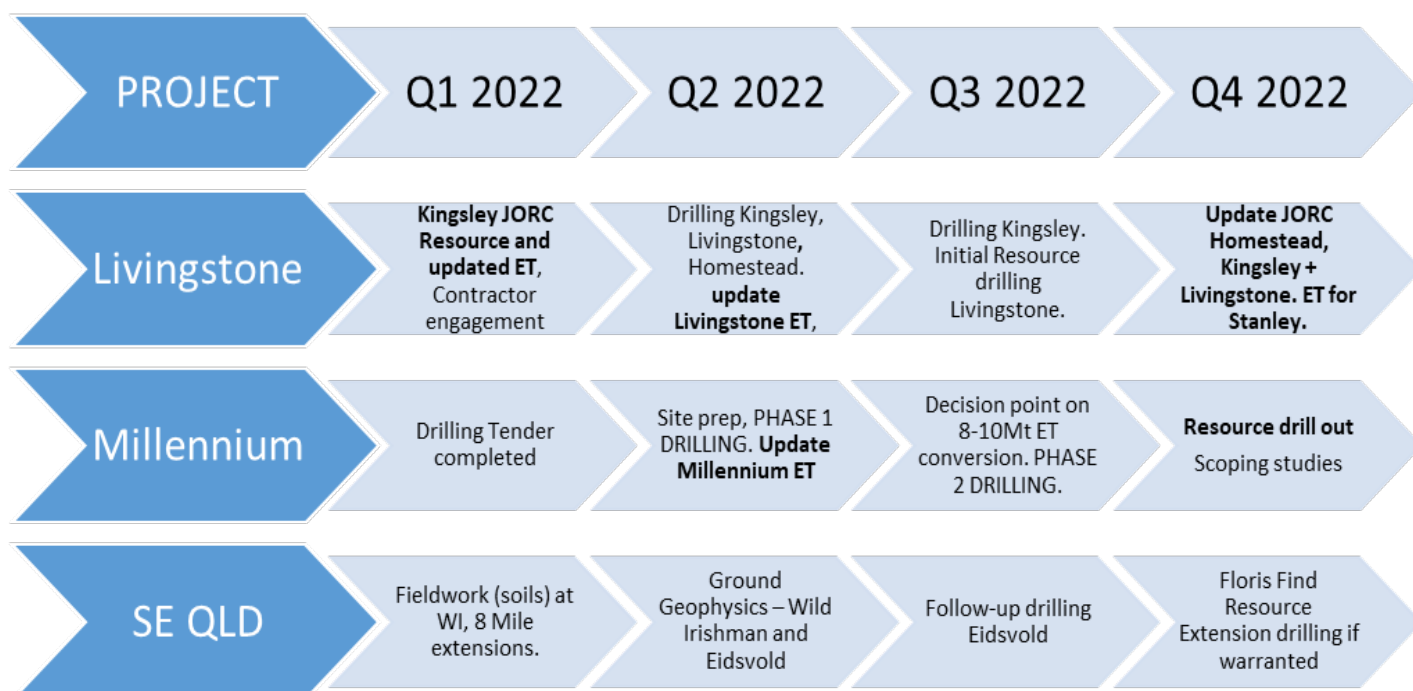 PROJECT
Q1 2022
Q2 2022
Q3 2022
Q4 2022
Livingstone
Kingsley JORC
Resource and
updated ET,
Contractor
engagement
Drilling Kingsley,
Livingstone,
Homestead.
update
Livingstone ET,
Drilling Kingsley.
Initial Resource
drilling
Livingstone.
Update JORC
Homestead,
Kingsley +
Livingstone. ET for
Stanley.
Millennium
Drilling Tender
completed
Site prep, PHASE 1
DRILLING. Update
Millennium ET
Decision point on
8-10Mt ET
conversion. PHASE
2 DRILLING.
Resource drill out
Scoping studies
SE QLD
Fieldwork (soils) at
WI, 8 Mile
extensions.
Ground
Geophysics – Wild
Irishman and
Eidsvold
Follow-up drilling
Eidsvold
Floris Find
Resource
Extension drilling if
warranted